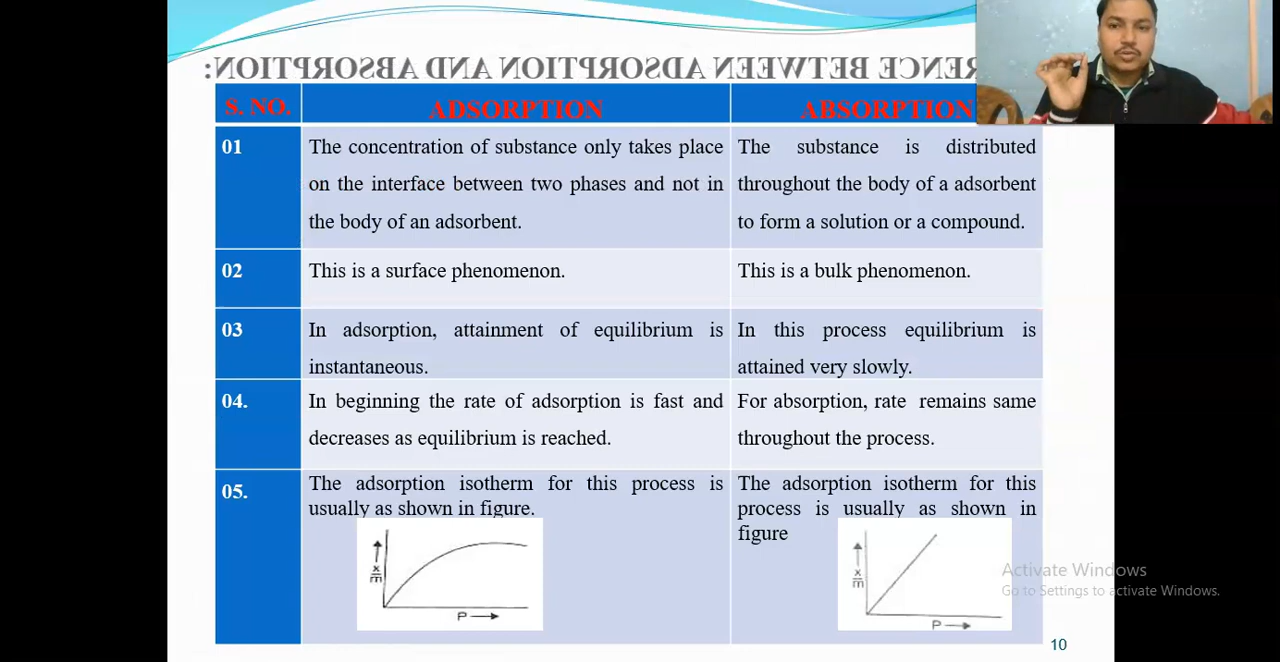 RENCE BETWEEN ADSORPTION AND ABSORPTION:
S. NO. ADSORPTION ABSORPTION
01
The concentration of substance only takes place
on the interface between two phases and not in
the body of an adsorbent.
The substance is distributed
throughout the body of a adsorbent
to form a solution or a compound.
02
This is a surface phenomenon.
This is a bulk phenomenon.
03
In adsorption, attainment of equilibrium is
instantaneous.
In this process equilibrium is
attained very slowly.
04.
In beginning the rate of adsorption is fast and
decreases as equilibrium is reached.
For absorption, rate remains same
throughout the process.
05.
The adsorption isotherm for this process is
usually as shown in figure.
x
m
P
The adsorption isotherm for this
process is usually as shown in
figure
x
m
P
Activate Windows
Go to Settings to activate Windows.
10